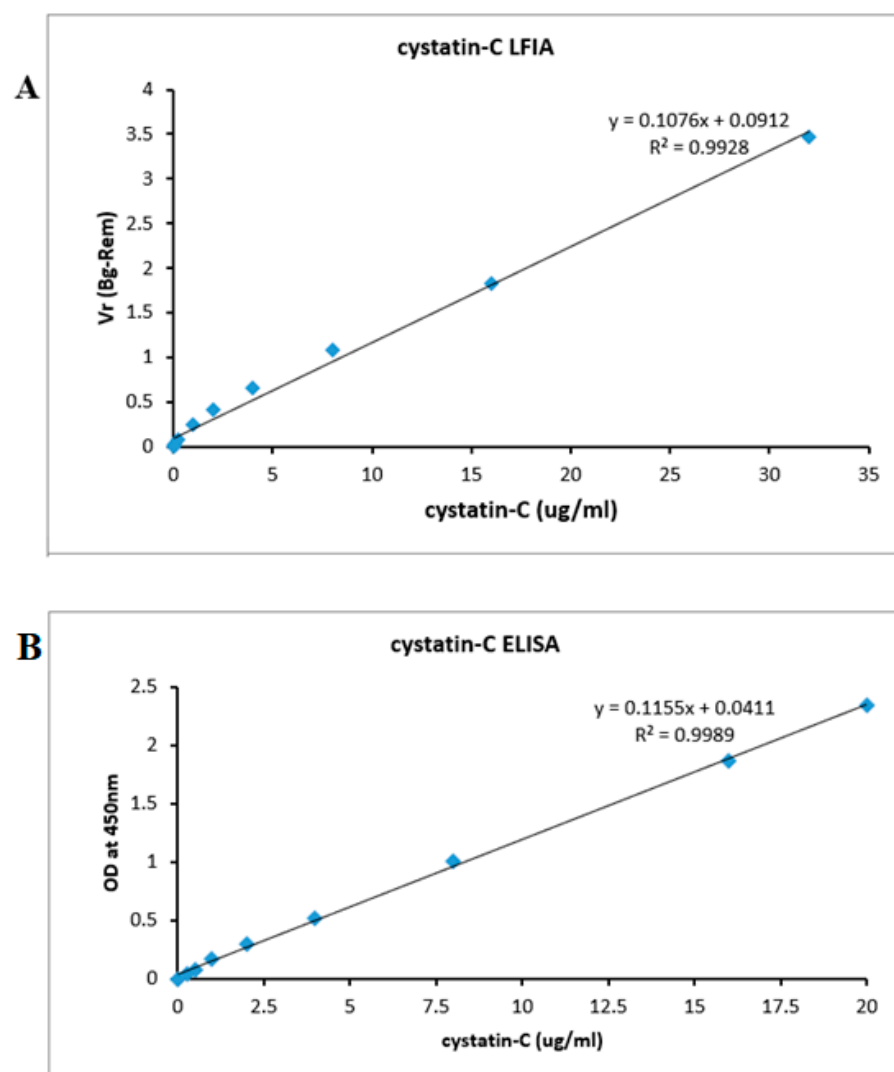 A
cystatin-C LFIA
y = 0.1076x + 0.0912
R² = 0.9928
Vr (Bg-Rem)
4
3.5
3
2.5
2
1.5
1
0.5
0
0 5 10 15 20 25 30 35
cystatin-C (ug/ml)
B
cystatin-C ELISA
y = 0.1155x + 0.0411
R² = 0.9989
OD at 450nm
2.5
2
1.5
1
0.5
0
0 2.5 5 7.5 10 12.5 15 17.5 20
cystatin-C (ug/ml)